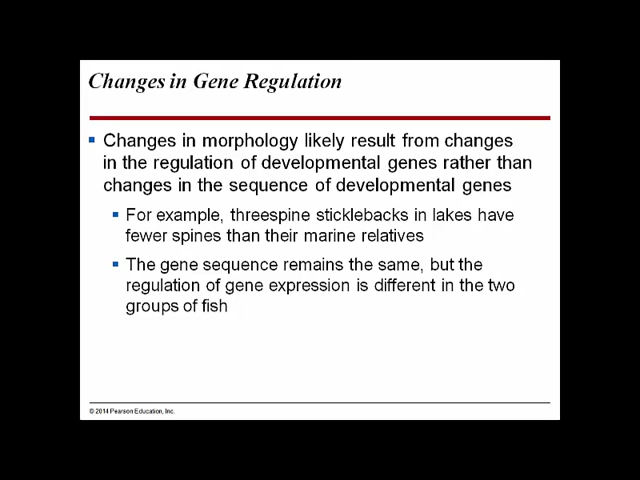 Changes in Gene Regulation
Changes in morphology likely result from changes
in the regulation of developmental genes rather than
changes in the sequence of developmental genes
For example, threespine sticklebacks in lakes have
fewer spines than their marine relatives
The gene sequence remains the same, but the
regulation of gene expression is different in the two
groups of fish
© 2014 Pearson Education, Inc.